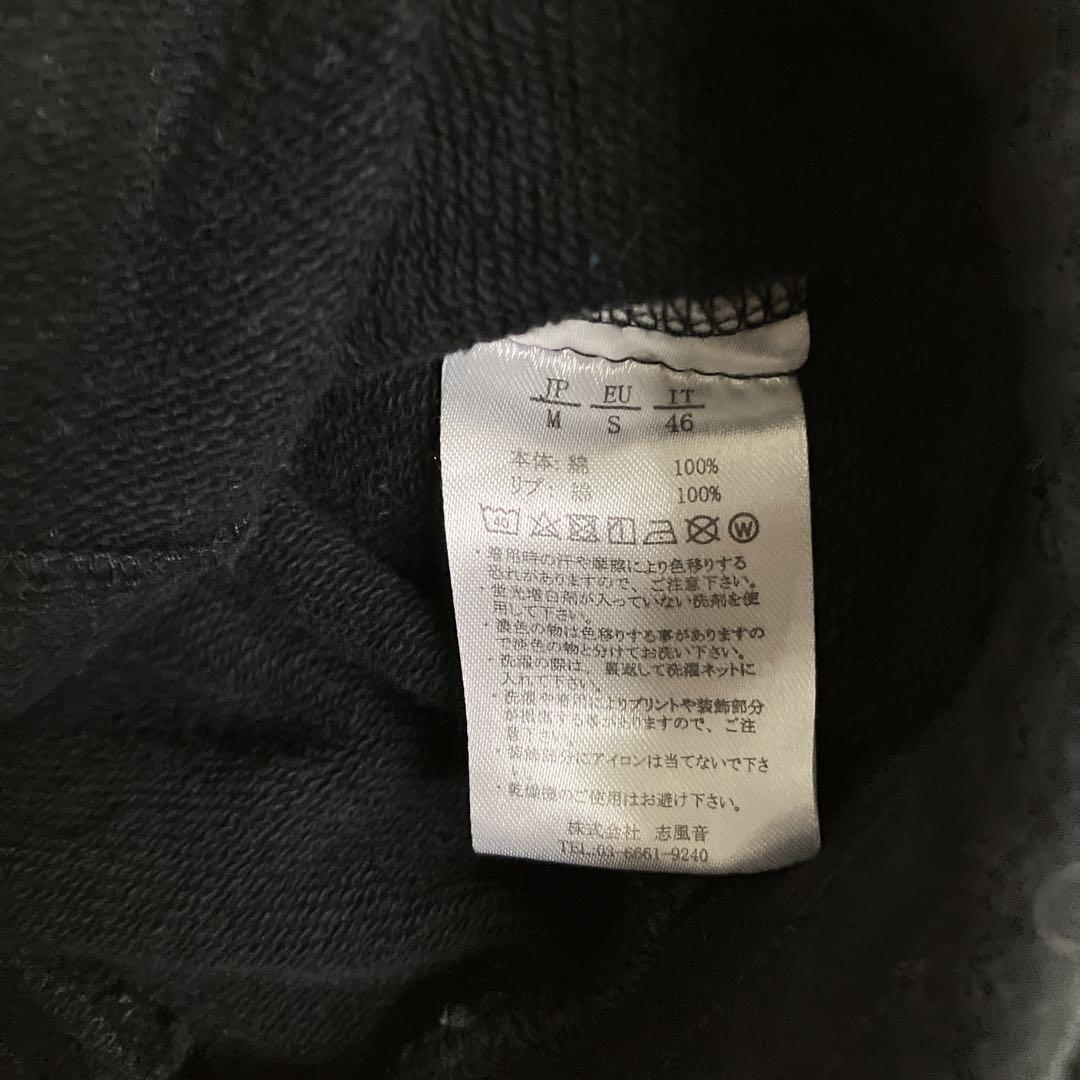 JP EU IT
M S 46
本体: 綿 100%
リブ: 綿 100%
40 W
・着用時の汗や摩擦により色移りする
恐れがありますので、ご注意下さい。
・蛍光増白剤が入っていない洗剤を使
用して下さい。
・濃色の物は色移りする事がありますの
で淡色の物と分けてお洗い下さい。
・洗濯の際は、裏返して洗濯ネットに
入れて下さい。
・洗濯や着用によりプリントや装飾部分
が損傷する事がありますので、ご注
意下さい。
・装飾部分にアイロンは当てないで下さ
い。
・乾燥機のご使用はお避け下さい。
株式会社 志風音
TEL:03-6661-9240